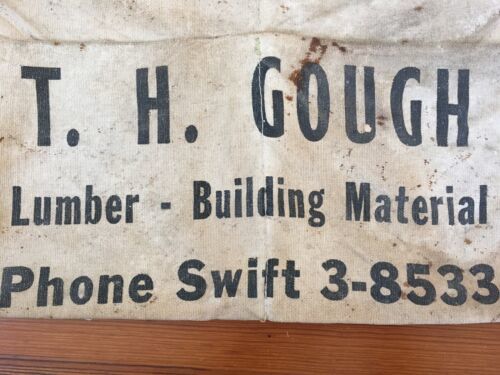 T. H. GOUGH
Lumber - Building Material
Phone Swift 3-8533